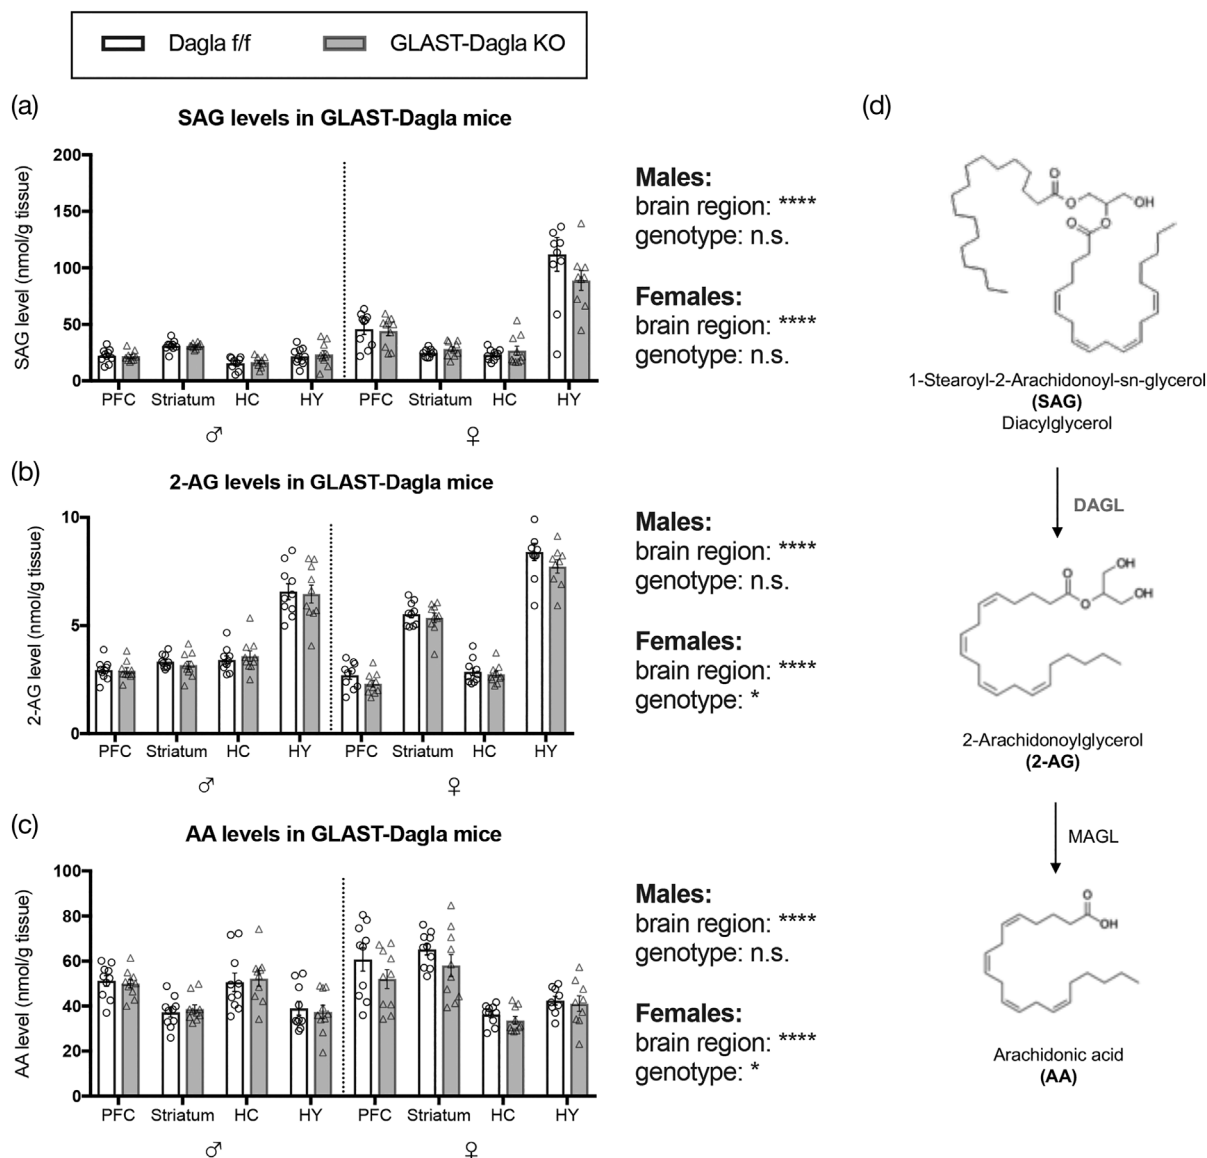 Dagla f/f GLAST-Dagla KO
(a)
SAG levels in GLAST-Dagla mice
SAG level (nmol/g tissue)
200
150
100
50
0
PFC Striatum HC HY PFC Striatum HC HY
♂ ♀
Males:
brain region: ****
genotype: n.s.
Females:
brain region: ****
genotype: n.s.
(b)
2-AG levels in GLAST-Dagla mice
2-AG level (nmol/g tissue)
10
5
0
PFC Striatum HC HY PFC Striatum HC HY
♂ ♀
Males:
brain region: ****
genotype: n.s.
Females:
brain region: ****
genotype: *
(c)
AA levels in GLAST-Dagla mice
AA level (nmol/g tissue)
100
80
60
40
20
0
PFC Striatum HC HY PFC Striatum HC HY
♂ ♀
Males:
brain region: ****
genotype: n.s.
Females:
brain region: ****
genotype: *
(d)
O
O
OH
O
O
1-Stearoyl-2-Arachidonoyl-sn-glycerol
(SAG)
Diacylglycerol
DAGL
OH
O
OH
O
2-Arachidonoylglycerol
(2-AG)
MAGL
O
OH
Arachidonic acid
(AA)